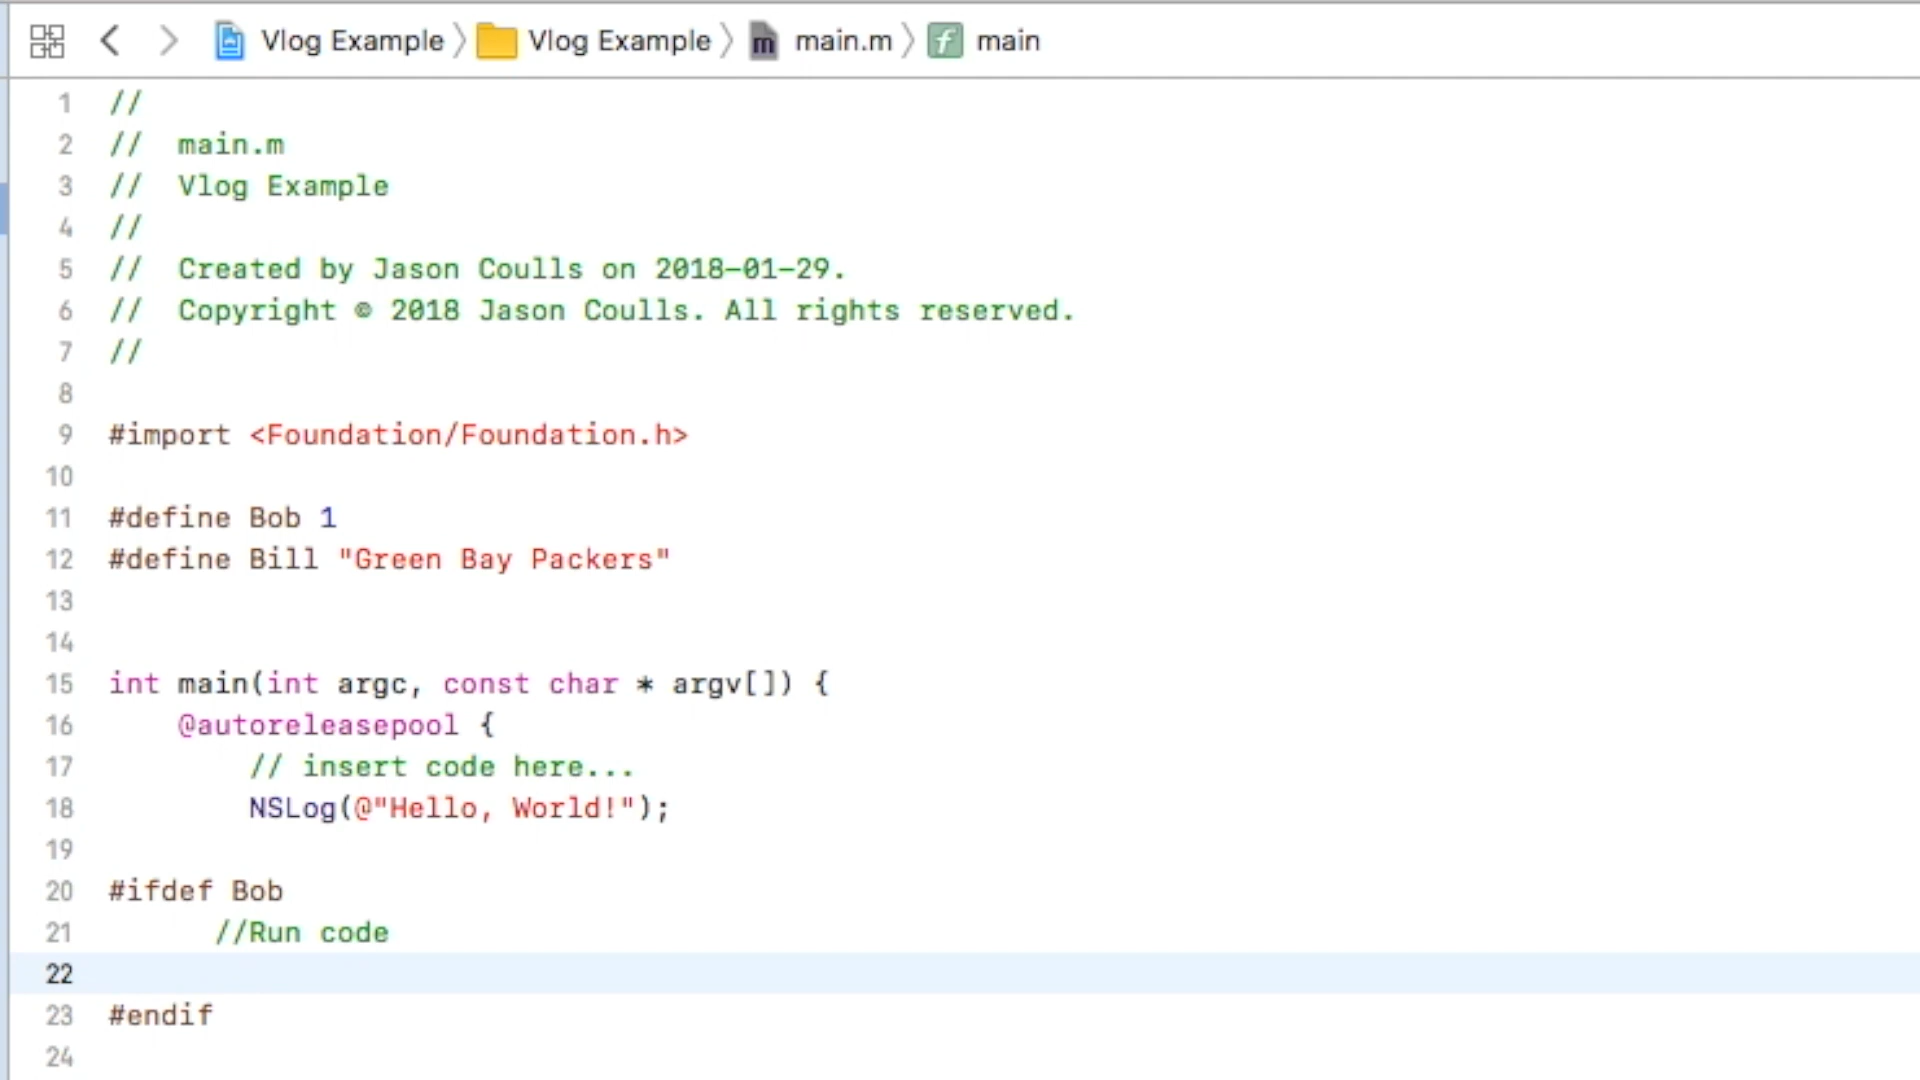 Vlog Example Vlog Example m main.m f main
1 //
2 // main.m
3 // Vlog Example
4 //
5 // Created by Jason Coulls on 2018-01-29.
6 // Copyright © 2018 Jason Coulls. All rights reserved.
7 //
8
9 #import <Foundation/Foundation.h>
10
11 #define Bob 1
12 #define Bill "Green Bay Packers"
13
14
15 int main(int argc, const char * argv[]) {
16 @autoreleasepool {
17 // insert code here...
18 NSLog(@"Hello, World!");
19
20 #ifdef Bob
21 //Run code
22
23 #endif
24